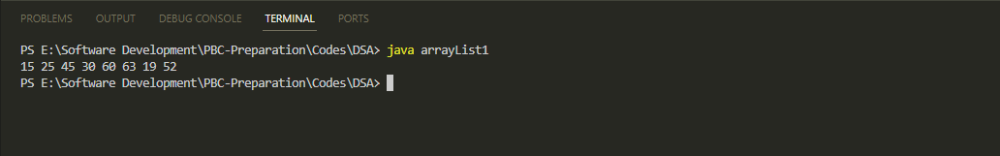 PROBLEMS OUTPUT DEBUG CONSOLE TERMINAL PORTS
PS E:\Software Development\PBC-Preparation\Codes\DSA> java arrayList1
15 25 45 30 60 63 19 52
PS E:\Software Development\PBC-Preparation\Codes\DSA>